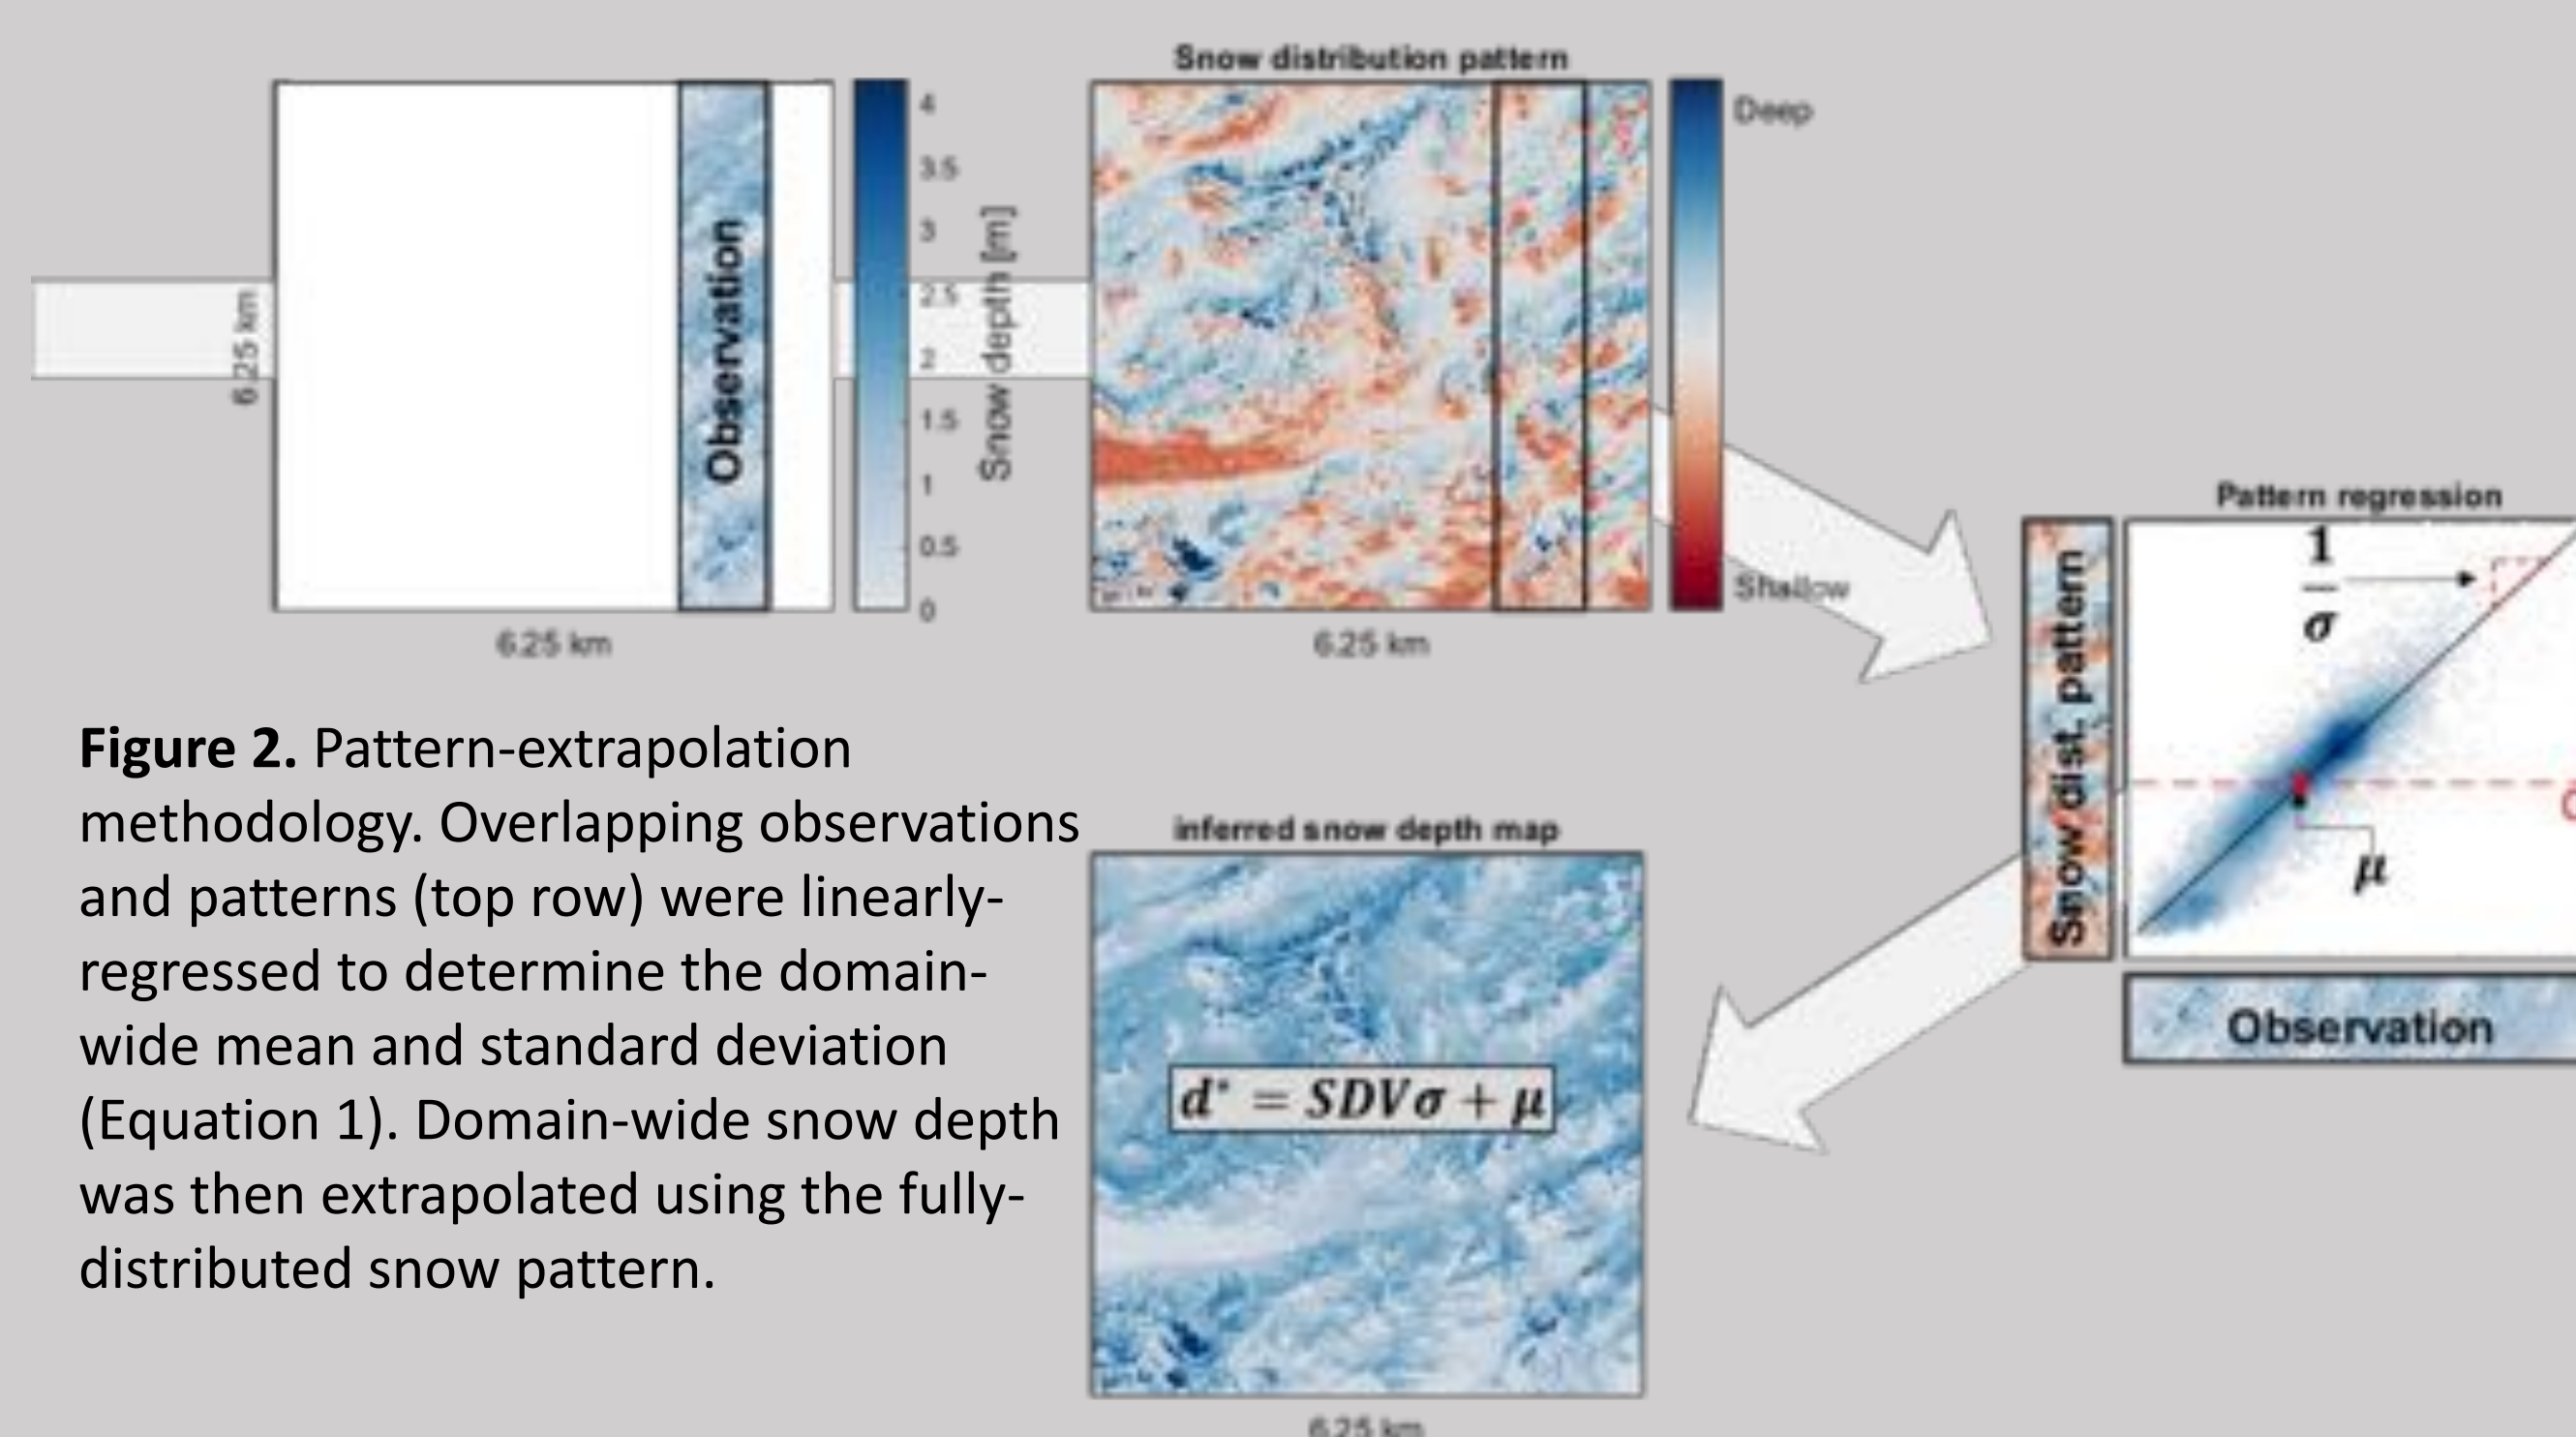 Snow distribution pattern
Observation
4
3.5
3
2.5
2
1.5
1
0.5
0
Snow depth [m]
6.25 km
6.25 km
Deep
Shallow
6.25 km
Pattern regression
1
σ
μ
0
Snow dist. pattern
Observation
Figure 2. Pattern-extrapolation
methodology. Overlapping observations
and patterns (top row) were linearly-
regressed to determine the domain-
wide mean and standard deviation
(Equation 1). Domain-wide snow depth
was then extrapolated using the fully-
distributed snow pattern.
inferred snow depth map
d* = SDVσ + μ
6.25 km